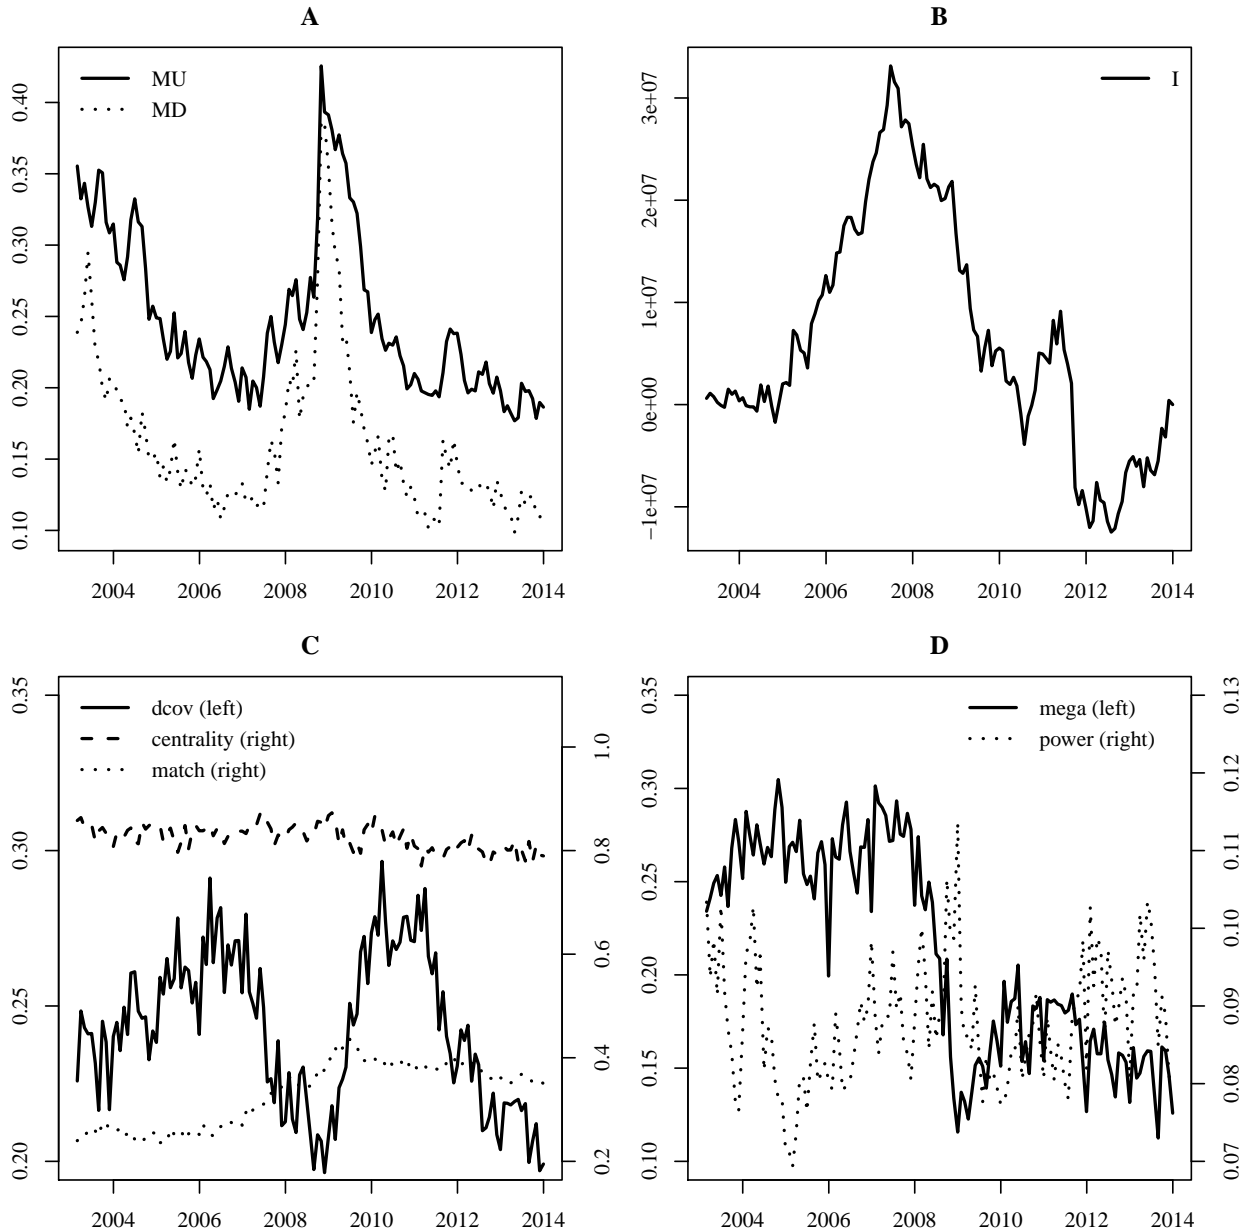 A
MU
MD
0.40
0.35
0.30
0.25
0.20
0.15
0.10
2004 2006 2008 2010 2012 2014
B
I
3e+07
2e+07
1e+07
0e+00
−1e+07
2004 2006 2008 2010 2012 2014
C
dcov (left)
centrality (right)
match (right)
0.35
0.30
0.25
0.20
1.0
0.8
0.6
0.4
0.2
2004 2006 2008 2010 2012 2014
D
mega (left)
power (right)
0.35
0.30
0.25
0.20
0.15
0.10
0.13
0.12
0.11
0.10
0.09
0.08
0.07
2004 2006 2008 2010 2012 2014